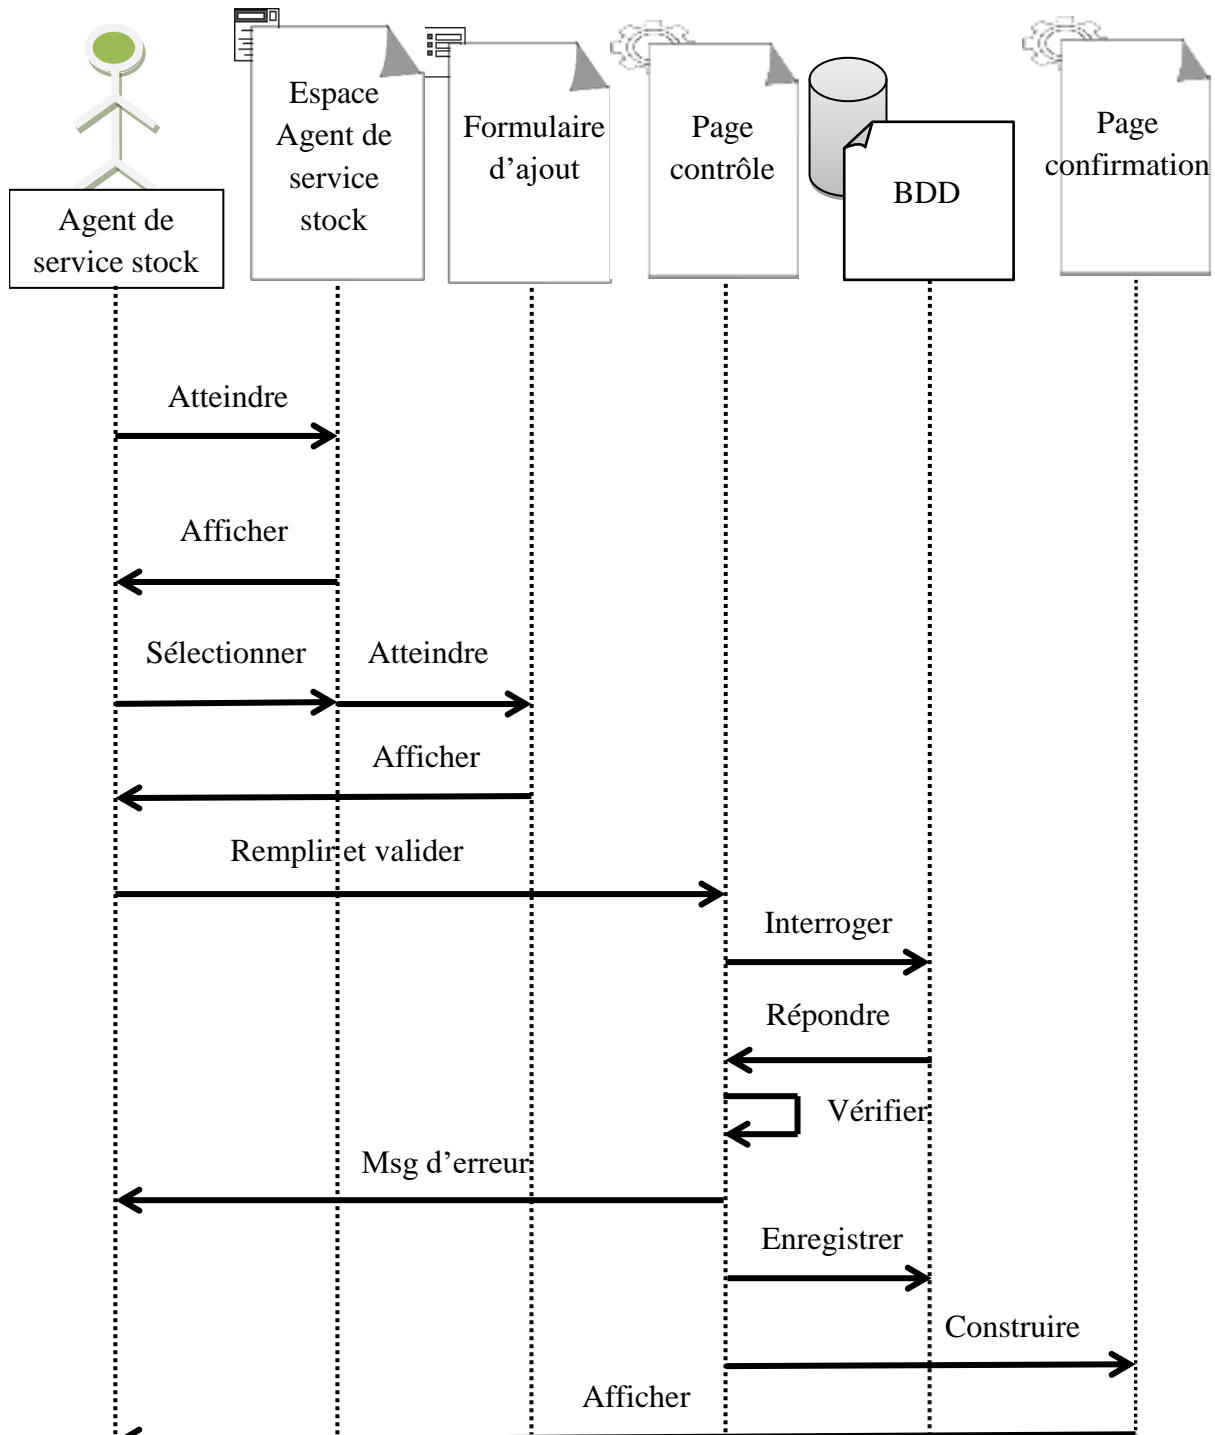 Agent de
service stock
Espace
Agent de
service
stock
Formulaire
d’ajout
Page
contrôle
BDD
Page
confirmation
Atteindre
Afficher
Sélectionner
Atteindre
Afficher
Remplir et valider
Interroger
Répondre
Vérifier
Msg d’erreur
Enregistrer
Construire
Afficher